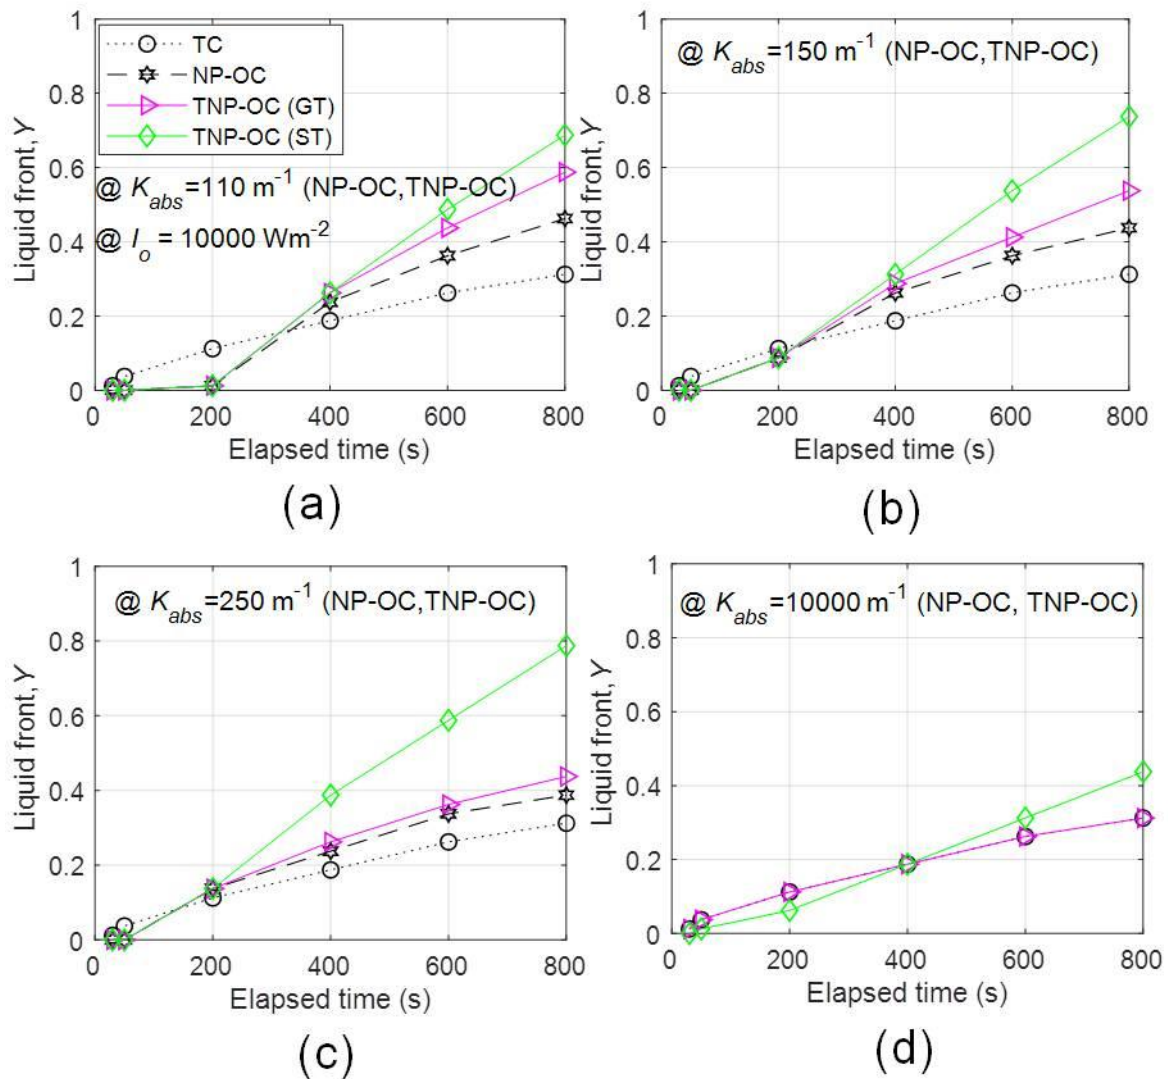 1
0.8
0.6
0.4
0.2
0
Liquid front, Y
TC
NP-OC
TNP-OC (GT)
TNP-OC (ST)
@ K_abs=110 m⁻¹ (NP-OC,TNP-OC)
@ I_o = 10000 Wm⁻²
0 200 400 600 800
Elapsed time (s)
(a)
1
0.8
0.6
0.4
0.2
0
Liquid front, Y
@ K_abs=150 m⁻¹ (NP-OC,TNP-OC)
0 200 400 600 800
Elapsed time (s)
(b)
1
0.8
0.6
0.4
0.2
0
Liquid front, Y
@ K_abs=250 m⁻¹ (NP-OC,TNP-OC)
0 200 400 600 800
Elapsed time (s)
(c)
1
0.8
0.6
0.4
0.2
0
Liquid front, Y
@ K_abs=10000 m⁻¹ (NP-OC, TNP-OC)
0 200 400 600 800
Elapsed time (s)
(d)